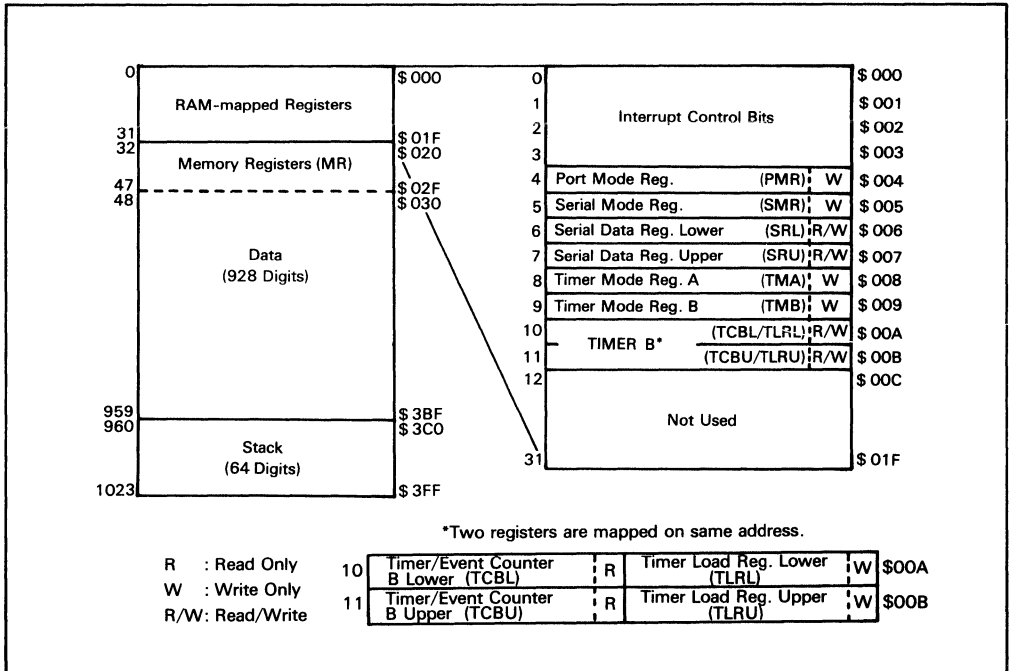 0 $000
RAM-mapped Registers
31 $01F
32 $020
Memory Registers (MR)
47 $02F
48 $030
Data
(928 Digits)
959 $3BF
960 $3C0
Stack
(64 Digits)
1023 $3FF
0 $000
1 $001
Interrupt Control Bits
2 $002
3 $003
4 Port Mode Reg. (PMR) W $004
5 Serial Mode Reg. (SMR) W $005
6 Serial Data Reg. Lower (SRL) R/W $006
7 Serial Data Reg. Upper (SRU) R/W $007
8 Timer Mode Reg. A (TMA) W $008
9 Timer Mode Reg. B (TMB) W $009
10 (TCBL/TLRL) R/W $00A
TIMER B*
11 (TCBU/TLRU) R/W $00B
12 $00C
Not Used
31 $01F
*Two registers are mapped on same address.
R : Read Only
W : Write Only
R/W: Read/Write
10 Timer/Event Counter B Lower (TCBL) R Timer Load Reg. Lower (TLRL) W $00A
11 Timer/Event Counter B Upper (TCBU) R Timer Load Reg. Upper (TLRU) W $00B